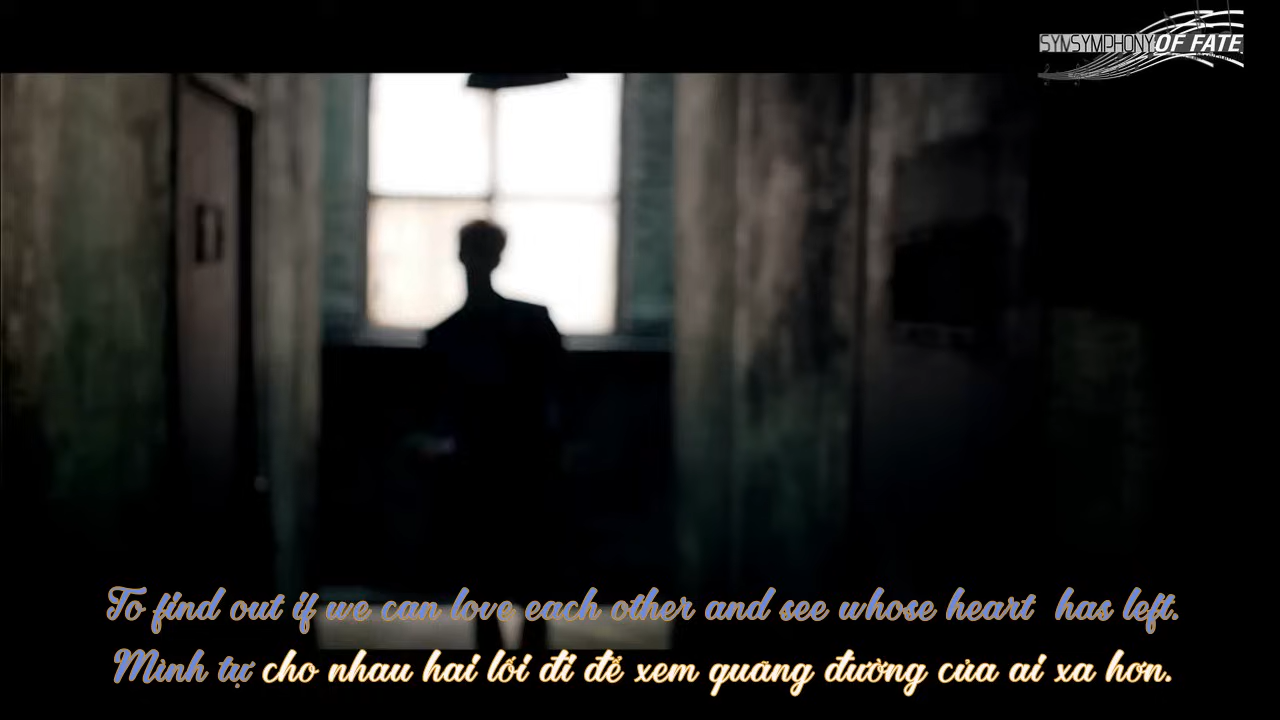 SYMSYMPHONY OF FATE
To find out if we can love each other and see whose heart has left.
Mình tự cho nhau hai lối đi để xem quãng đường của ai xa hơn.